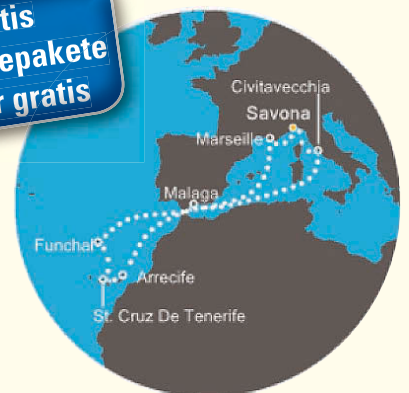 tis
epakete
r gratis
Civitavecchia
Savona
Marseille
Malaga
Funchal
Arrecife
St. Cruz De Tenerife